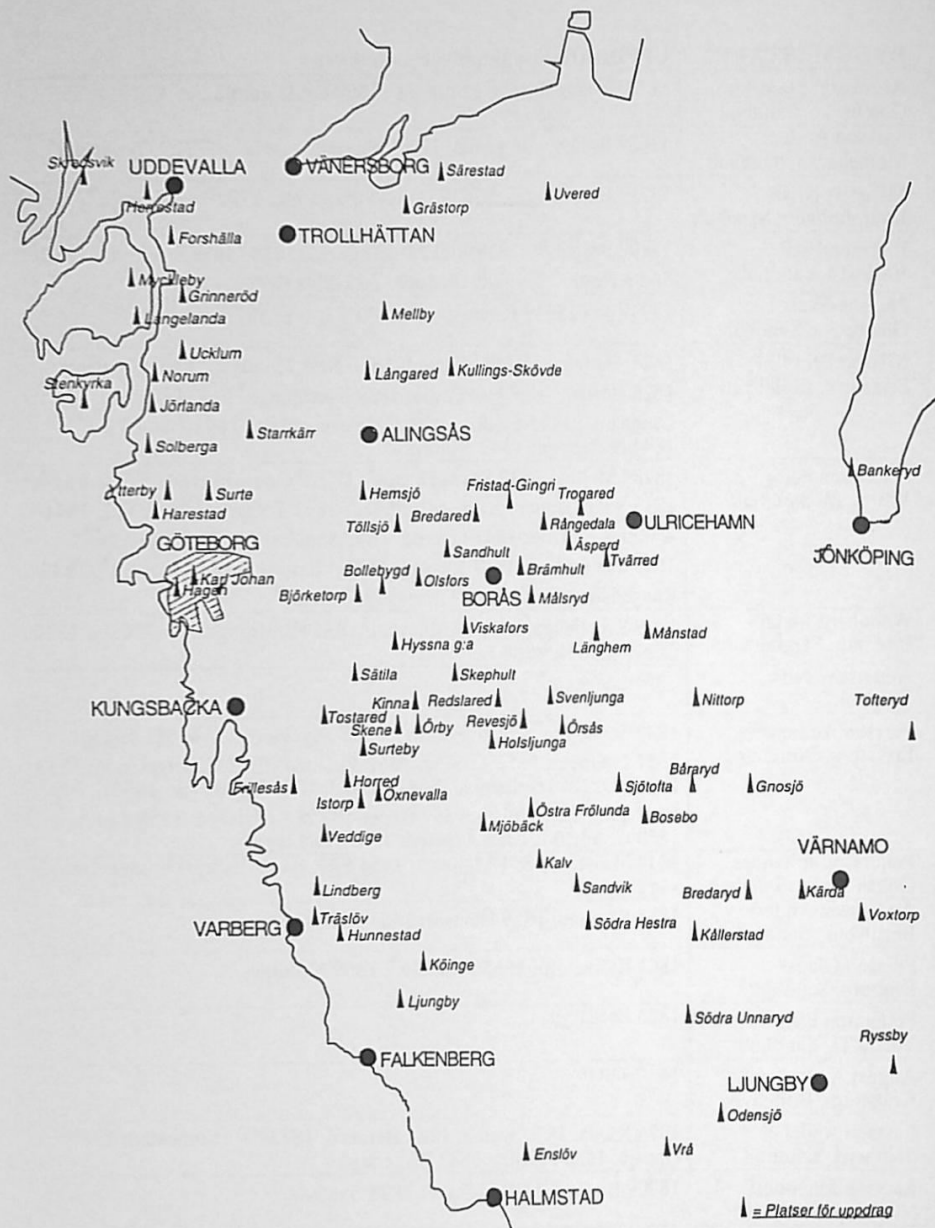 Skredsvik
UDDEVALLA
VÄNERSBORG
Särestad
Herrestad
Uvered
Grästorp
Forshälla
TROLLHÄTTAN
Myckleby
Grinneröd
Långelanda
Mellby
Ucklum
Norum
Långared
Kullings-Skövde
Stenkyrka
Jörlanda
Starrkärr
ALINGSÅS
Solberga
Bankeryd
Ytterby
Surte
Hemsjö
Fristad-Gingri
Trogared
Harestad
Töllsjö
Bredared
Rångedala
ULRICEHAMN
JÖNKÖPING
GÖTEBORG
Sandhult
Äsperd
Tvärred
Karl Johan
Hagen
Bollebygd
Olsfors
Brämhult
Björketorp
BORÅS
Målsryd
Viskafors
Hyssna g:a
Länghem
Månstad
Sätila
Skephult
KUNGSBACKA
Kinna
Redslared
Svenljunga
Nittorp
Tofteryd
Tostared
Skene
Örby
Revesjö
Örsås
Surteby
Holsljunga
Frillesås
Horred
Istorp
Oxnevalla
Sjötofta
Båraryd
Gnosjö
Östra Frölunda
Bosebo
Veddige
Mjöbäck
VÄRNAMO
Kalv
Lindberg
Sandvik
Bredaryd
Kärda
Träslöv
VARBERG
Hunnestad
Södra Hestra
Kållerstad
Voxtorp
Köinge
Ljungby
Södra Unnaryd
Ryssby
FALKENBERG
LJUNGBY
Odensjö
Enslöv
Vrå
HALMSTAD
= Platser för uppdrag